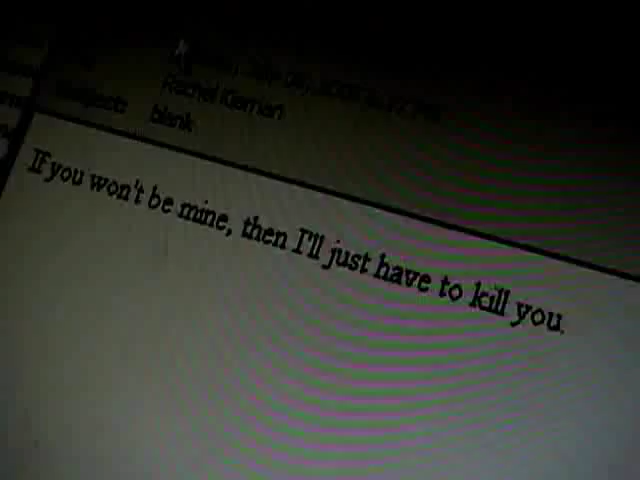 Rachel Kiernan
blank
If you won't be mine, then I'll just have to kill you.